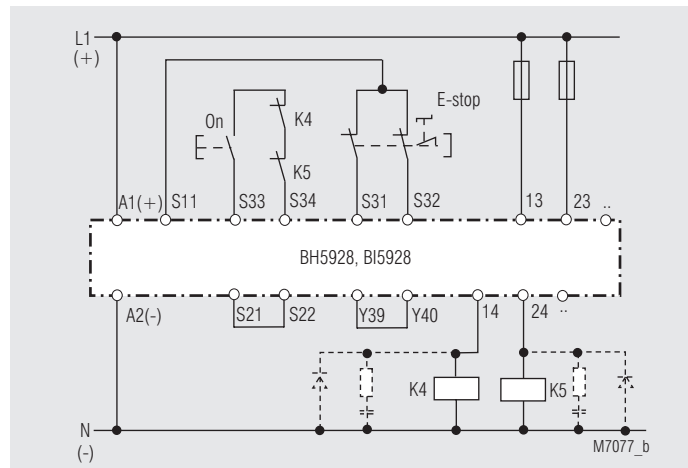 L1
(+)
E-stop
On
K4
K5
A1(+) S11 S33 S34 S31 S32 13 23 ..
BH5928, BI5928
A2(-) S21 S22 Y39 Y40 14 24 ..
K4 K5
N
(-)
M7077_b